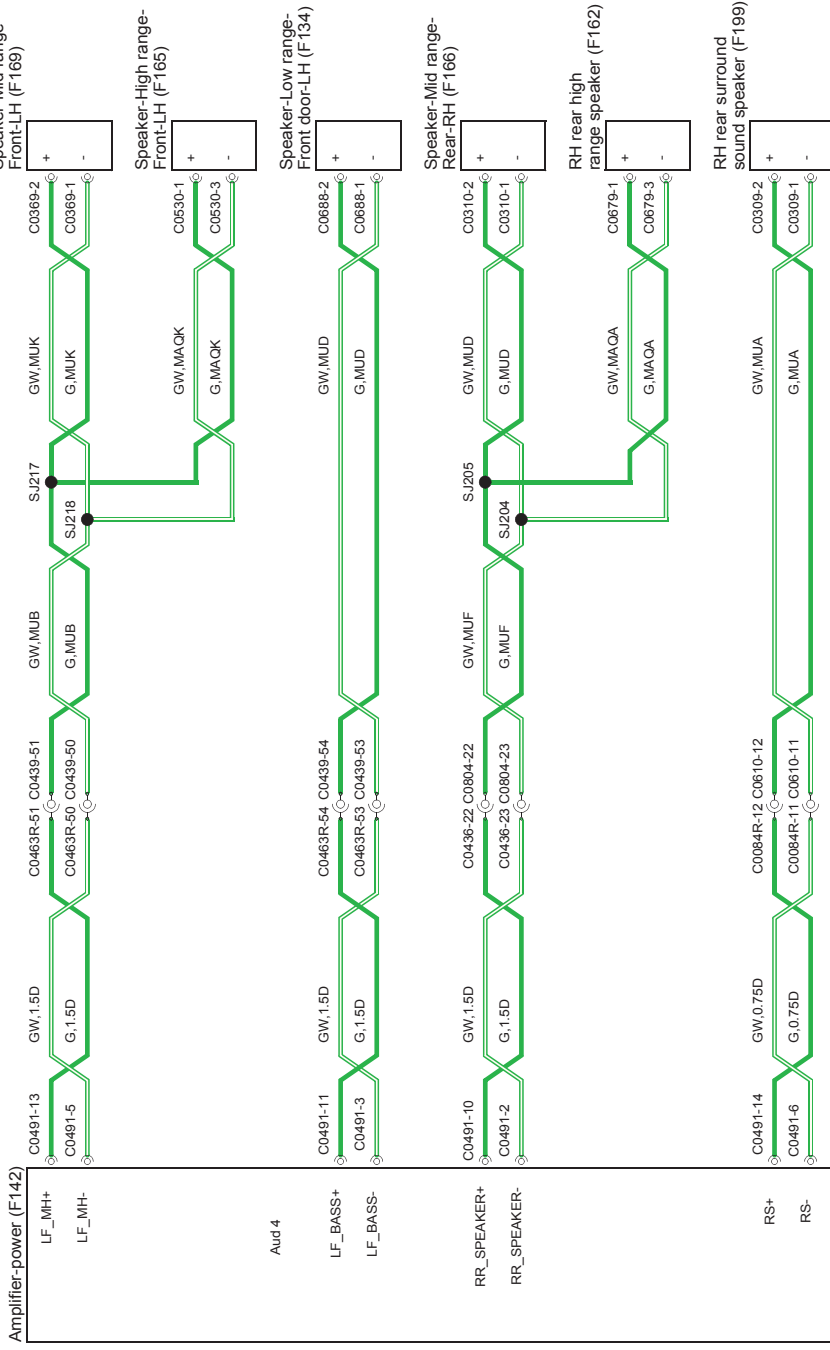 Front-LH (F169)
+
-
C0369-2
C0369-1
GW,MUK
G,MUK
SJ217
SJ218
GW,MUB
G,MUB
C0439-51
C0439-50
C0463R-51
C0463R-50
GW,1.5D
G,1.5D
C0491-13
C0491-5
LF_MH+
LF_MH-
Amplifier-power (F142)
Speaker-High range-
Front-LH (F165)
+
-
C0530-1
C0530-3
GW,MAQK
G,MAQK
Aud 4
Speaker-Low range-
Front door-LH (F134)
+
-
C0688-2
C0688-1
GW,MUD
G,MUD
C0439-54
C0439-53
C0463R-54
C0463R-53
GW,1.5D
G,1.5D
C0491-11
C0491-3
LF_BASS+
LF_BASS-
Speaker-Mid range-
Rear-RH (F166)
+
-
C0310-2
C0310-1
GW,MUD
G,MUD
SJ205
SJ204
GW,MUF
G,MUF
C0804-22
C0804-23
C0436-22
C0436-23
GW,1.5D
G,1.5D
C0491-10
C0491-2
RR_SPEAKER+
RR_SPEAKER-
RH rear high
range speaker (F162)
+
-
C0679-1
C0679-3
GW,MAQA
G,MAQA
RH rear surround
sound speaker (F199)
+
-
C0309-2
C0309-1
GW,MUA
G,MUA
C0610-12
C0610-11
C0084R-12
C0084R-11
GW,0.75D
G,0.75D
C0491-14
C0491-6
RS+
RS-